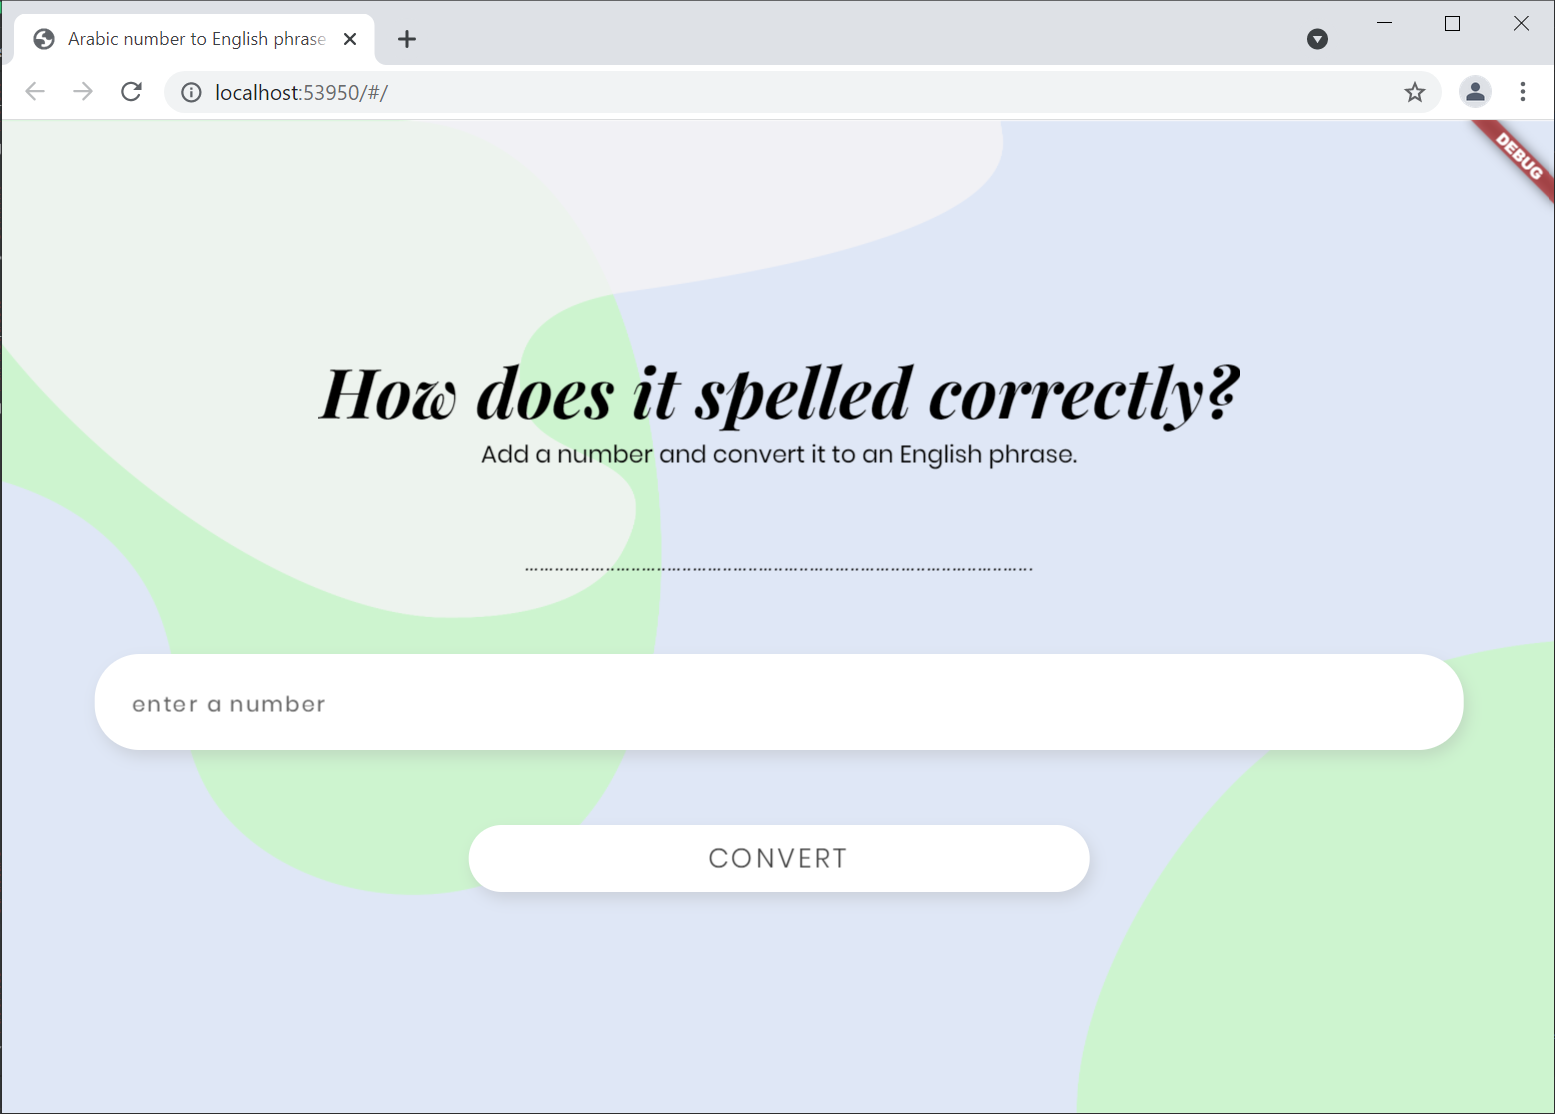 Arabic number to English phrase
localhost:53950/#/
DEBUG
How does it spelled correctly?
Add a number and convert it to an English phrase.
enter a number
CONVERT